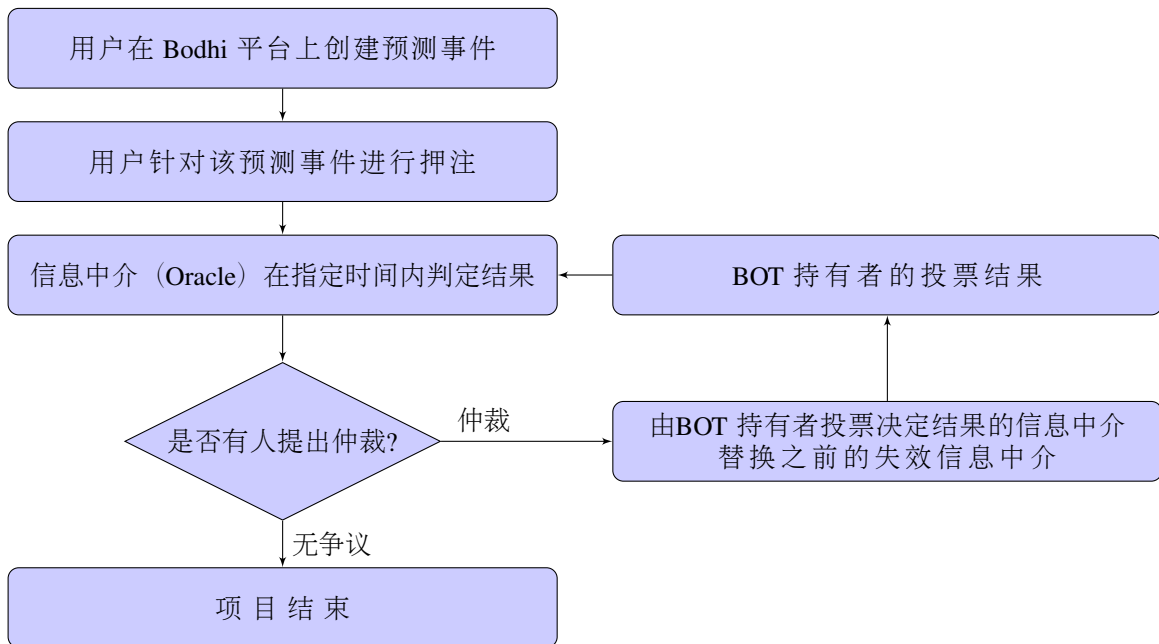 用户在 Bodhi 平台上创建预测事件
用户针对该预测事件进行押注
信息中介（Oracle）在指定时间内判定结果
BOT 持有者的投票结果
是否有人提出仲裁?
仲裁
由BOT 持有者投票决定结果的信息中介
替换之前的失效信息中介
无争议
项目结束